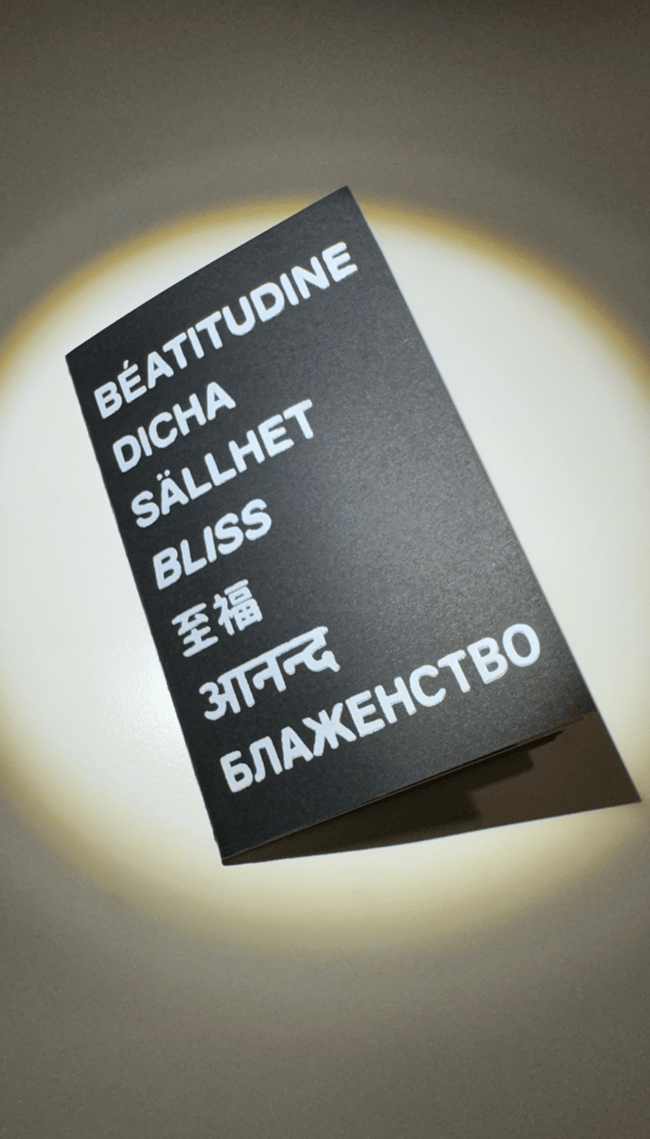 BÉATITUDINE
DICHA
SÄLLHET
BLISS
至福
आनन्द
БЛАЖЕНСТВО